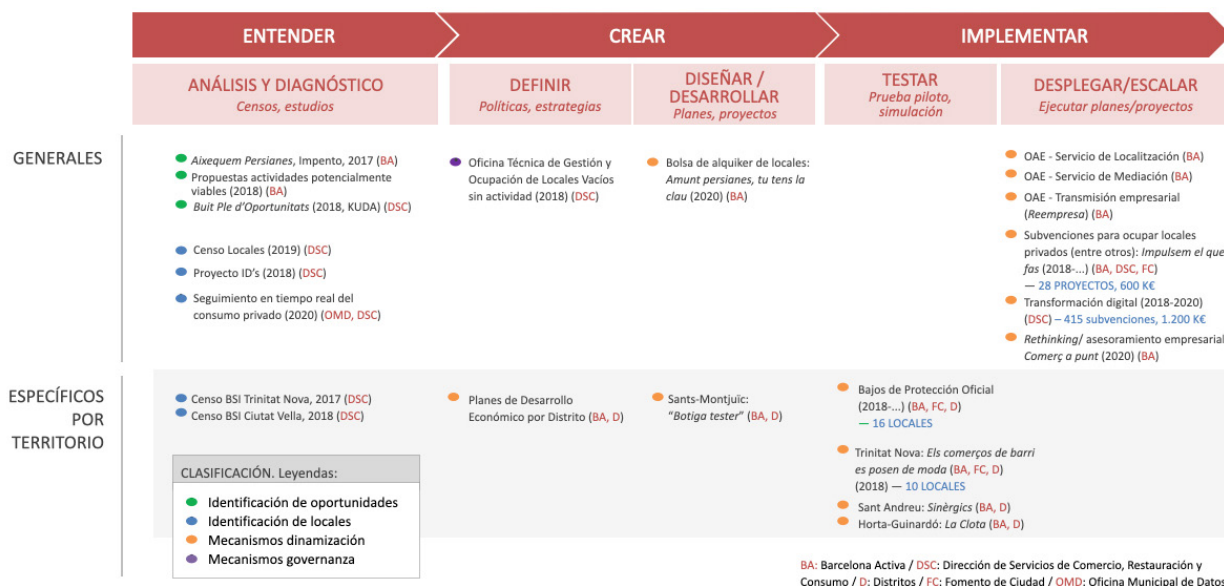 ENTENDER
CREAR
IMPLEMENTAR
ANÁLISIS Y DIAGNÓSTICO
Censos, estudios
DEFINIR
Políticas, estrategias
DISEÑAR /
DESARROLLAR
Planes, proyectos
TESTAR
Prueba piloto,
simulación
DESPLEGAR/ESCALAR
Ejecutar planes/proyectos
GENERALES
Aixequem Persianes, Impento, 2017 (BA)
Propuestas actividades potencialmente
viables (2018) (BA)
Buit Ple d’Oportunitats (2018, KUDA) (DSC)
Censo Locales (2019) (DSC)
Proyecto ID’s (2018) (DSC)
Seguimiento en tiempo real del
consumo privado (2020) (OMD, DSC)
Oficina Técnica de Gestión y
Ocupación de Locales Vacíos
sin actividad (2018) (DSC)
Bolsa de alquiker de locales:
Amunt persianes, tu tens la
clau (2020) (BA)
OAE - Servicio de Localitzación (BA)
OAE - Servicio de Mediación (BA)
OAE - Transmisión empresarial
(Reempresa) (BA)
Subvenciones para ocupar locales
privados (entre otros): Impulsem el que
fas (2018-...) (BA, DSC, FC)
— 28 PROYECTOS, 600 K€
Transformación digital (2018-2020)
(DSC) – 415 subvenciones, 1.200 K€
Rethinking/ asesoramiento empresarial
Comerç a punt (2020) (BA)
ESPECÍFICOS
POR
TERRITORIO
Censo BSI Trinitat Nova, 2017 (DSC)
Censo BSI Ciutat Vella, 2018 (DSC)
Planes de Desarrollo
Económico por Distrito (BA, D)
Sants-Montjuïc:
“Botiga tester” (BA, D)
Bajos de Protección Oficial
(2018-...) (BA, FC, D)
— 16 LOCALES
Trinitat Nova: Els comerços de barri
es posen de moda (BA, FC, D)
(2018) — 10 LOCALES
Sant Andreu: Sinèrgics (BA, D)
Horta-Guinardó: La Clota (BA, D)
CLASIFICACIÓN. Leyendas:
Identificación de oportunidades
Identificación de locales
Mecanismos dinamización
Mecanismos governanza
BA: Barcelona Activa / DSC: Dirección de Servicios de Comercio, Restauración y
Consumo / D: Distritos / FC: Fomento de Ciudad / OMD: Oficina Municipal de Datos